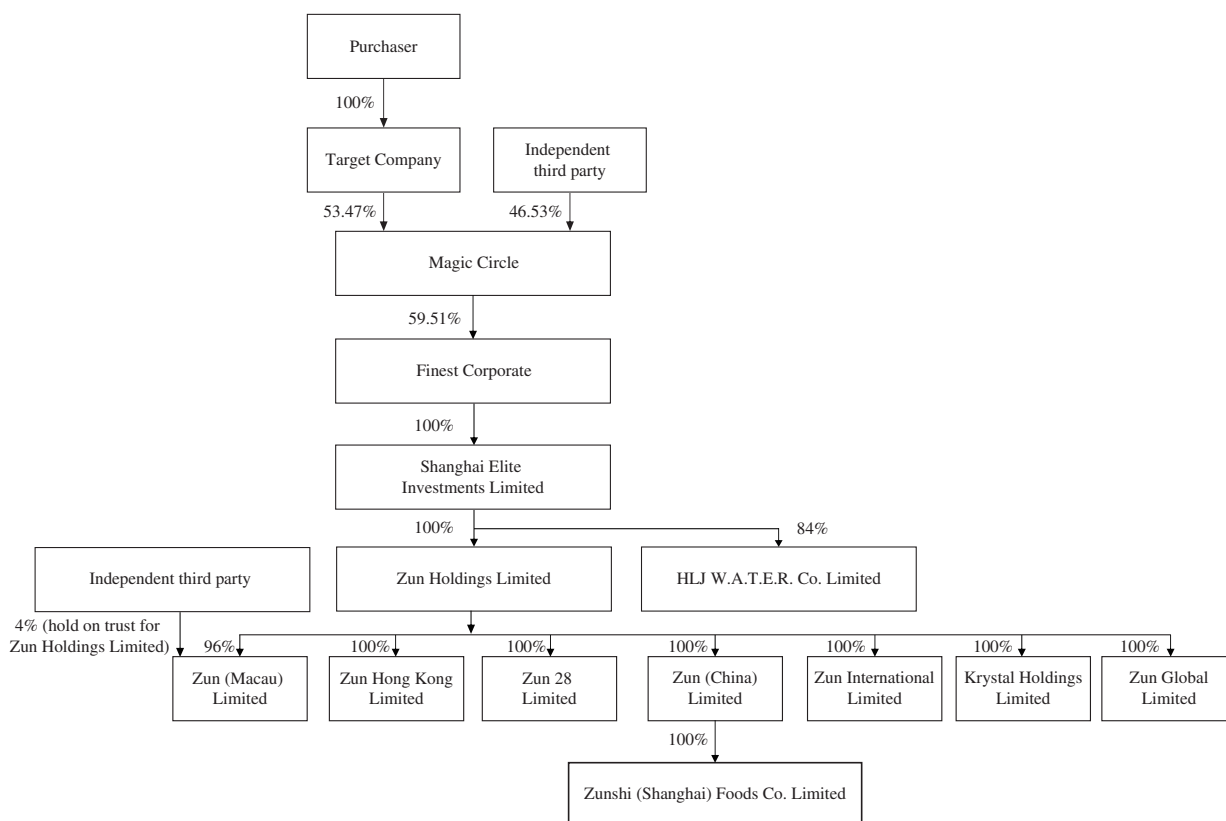 Purchaser
100%
Target Company
Independent
third party
53.47%
46.53%
Magic Circle
59.51%
Finest Corporate
100%
Shanghai Elite
Investments Limited
100%
84%
Independent third party
Zun Holdings Limited
HLJ W.A.T.E.R. Co. Limited
4% (hold on trust for
Zun Holdings Limited)
96%
100%
100%
100%
100%
100%
100%
Zun (Macau)
Limited
Zun Hong Kong
Limited
Zun 28
Limited
Zun (China)
Limited
Zun International
Limited
Krystal Holdings
Limited
Zun Global
Limited
100%
Zunshi (Shanghai) Foods Co. Limited